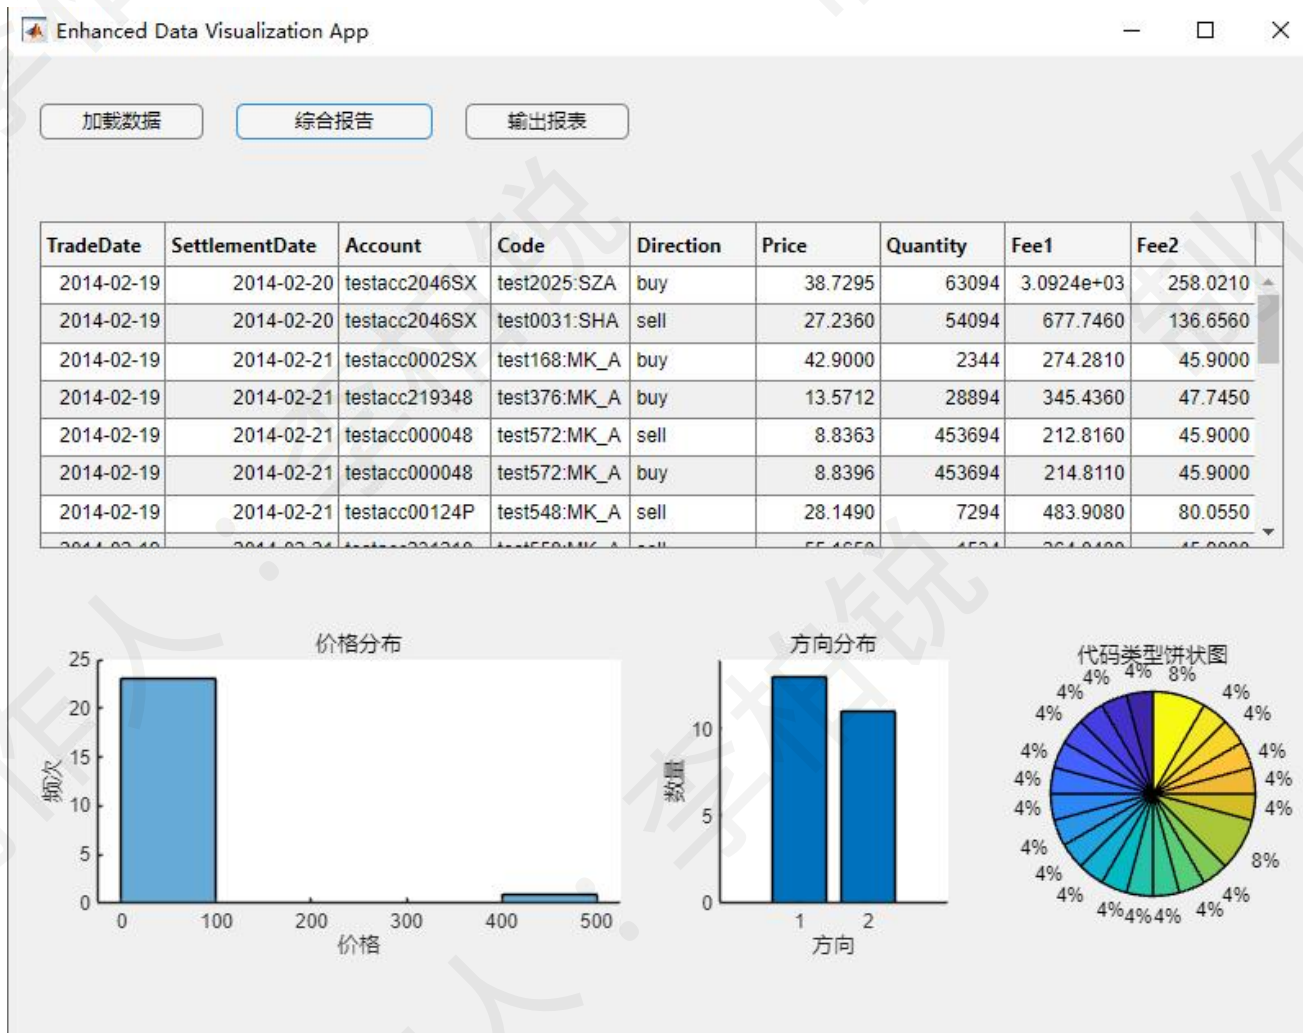 Enhanced Data Visualization App
加载数据 综合报告 输出报表
TradeDate SettlementDate Account Code Direction Price Quantity Fee1 Fee2
2014-02-19 2014-02-20 testacc2046SX test2025:SZA buy 38.7295 63094 3.0924e+03 258.0210
2014-02-19 2014-02-20 testacc2046SX test0031:SHA sell 27.2360 54094 677.7460 136.6560
2014-02-19 2014-02-21 testacc0002SX test168:MK_A buy 42.9000 2344 274.2810 45.9000
2014-02-19 2014-02-21 testacc219348 test376:MK_A buy 13.5712 28894 345.4360 47.7450
2014-02-19 2014-02-21 testacc000048 test572:MK_A sell 8.8363 453694 212.8160 45.9000
2014-02-19 2014-02-21 testacc000048 test572:MK_A buy 8.8396 453694 214.8110 45.9000
2014-02-19 2014-02-21 testacc00124P test548:MK_A sell 28.1490 7294 483.9080 80.0550
价格分布
25
20
15
10
5
0
频次
0 100 200 300 400 500
价格
方向分布
10
5
0
数量
1 2
方向
代码类型饼状图
4% 4% 8%
4% 4%
4% 4%
4% 4%
4% 4%
4% 4%
4% 8%
4% 4%
4% 4% 4% 4% 4%
制作人：李柏锐